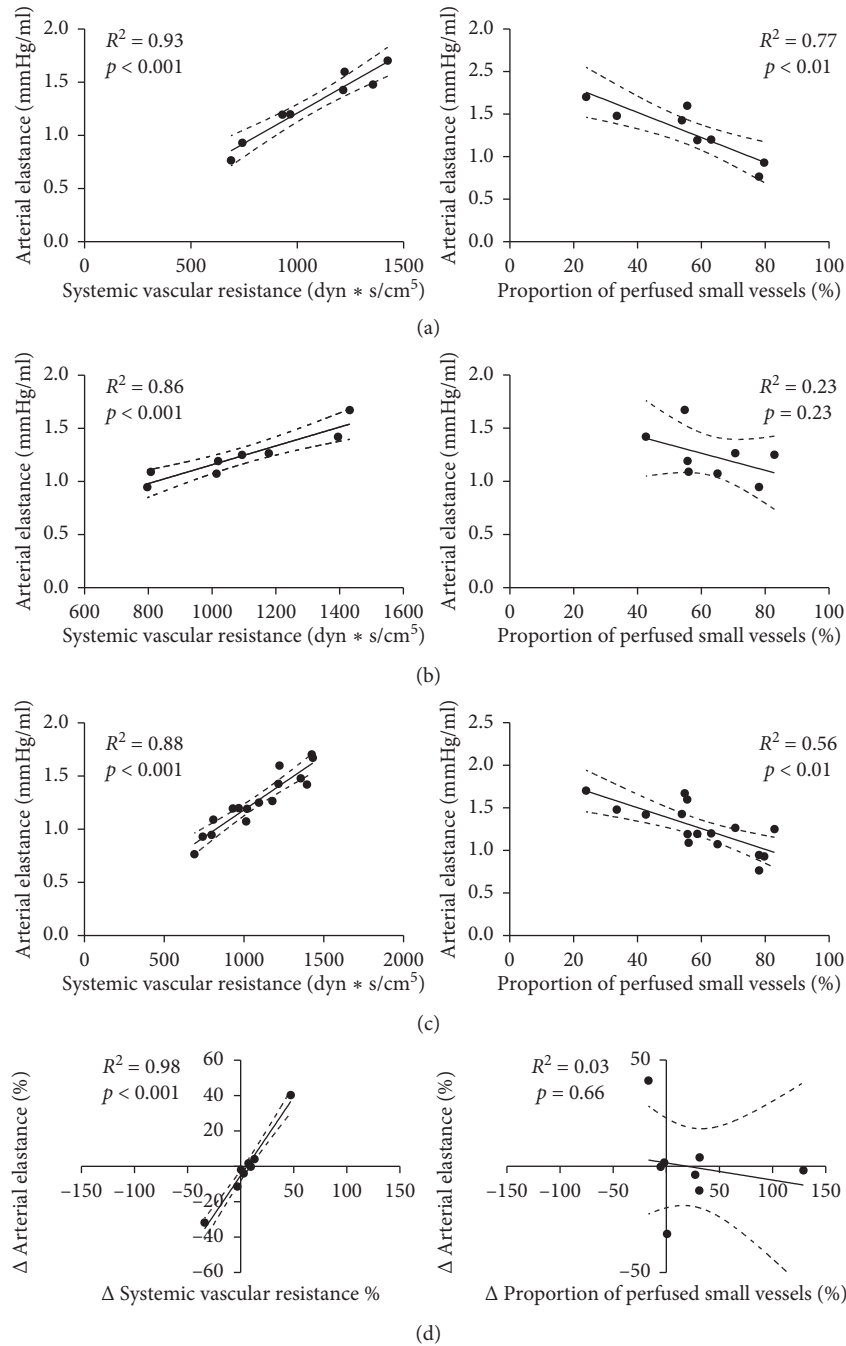 Arterial elastance (mmHg/ml)
2.0
1.5
1.0
0.5
0.0
R² = 0.93
p < 0.001
0 500 1000 1500
Systemic vascular resistance (dyn ∗ s/cm⁵)
Arterial elastance (mmHg/ml)
2.0
2.5
1.5
1.0
0.5
0.0
R² = 0.77
p < 0.01
0 20 40 60 80 100
Proportion of perfused small vessels (%)
(a)
Arterial elastance (mmHg/ml)
2.0
1.5
1.0
0.5
0.0
R² = 0.86
p < 0.001
600 800 1000 1200 1400 1600
Systemic vascular resistance (dyn ∗ s/cm⁵)
Arterial elastance (mmHg/ml)
2.0
1.5
1.0
0.5
0.0
R² = 0.23
p = 0.23
0 20 40 60 80 100
Proportion of perfused small vessels (%)
(b)
Arterial elastance (mmHg/ml)
2.0
1.5
1.0
0.5
0.0
R² = 0.88
p < 0.001
0 500 1000 1500 2000
Systemic vascular resistance (dyn ∗ s/cm⁵)
Arterial elastance (mmHg/ml)
2.5
2.0
1.5
1.0
0.5
0.0
R² = 0.56
p < 0.01
0 20 40 60 80 100
Proportion of perfused small vessels (%)
(c)
Δ Arterial elastance (%)
R² = 0.98
p < 0.001
60
40
20
−20
−40
−60
−150 −100 −50 0 50 100 150
Δ Systemic vascular resistance %
Δ Arterial elastance (%)
R² = 0.03
p = 0.66
50
−50
−150 −100 −50 0 50 100 150
Δ Proportion of perfused small vessels (%)
(d)